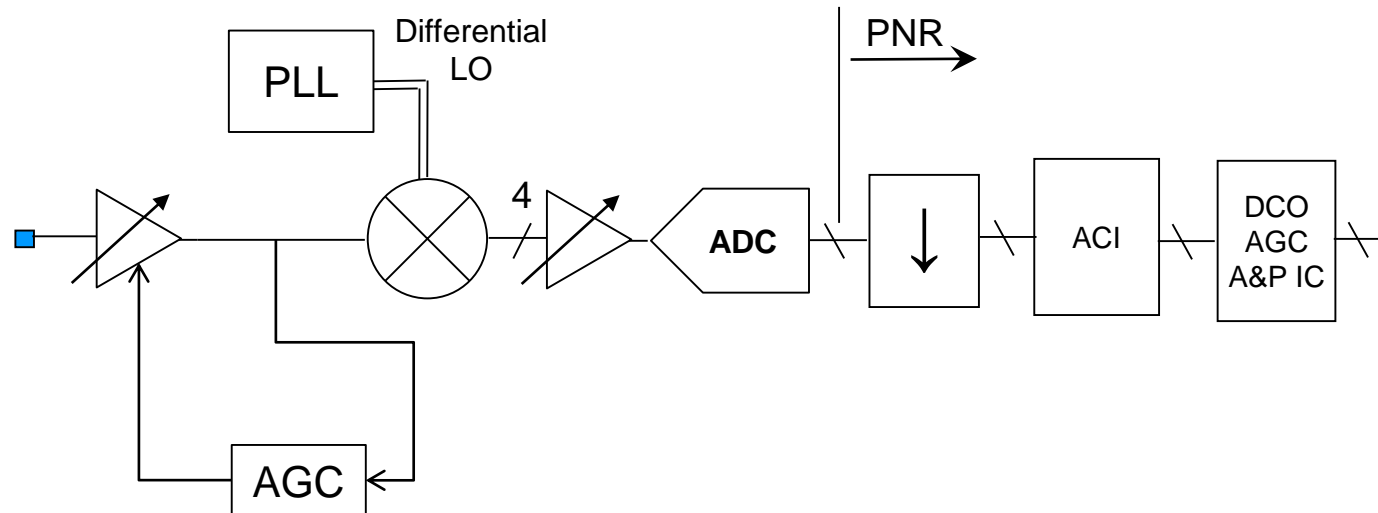 Differential
LO
PLL
PNR
4
ADC
↓
ACI
DCO
AGC
A&P IC
AGC